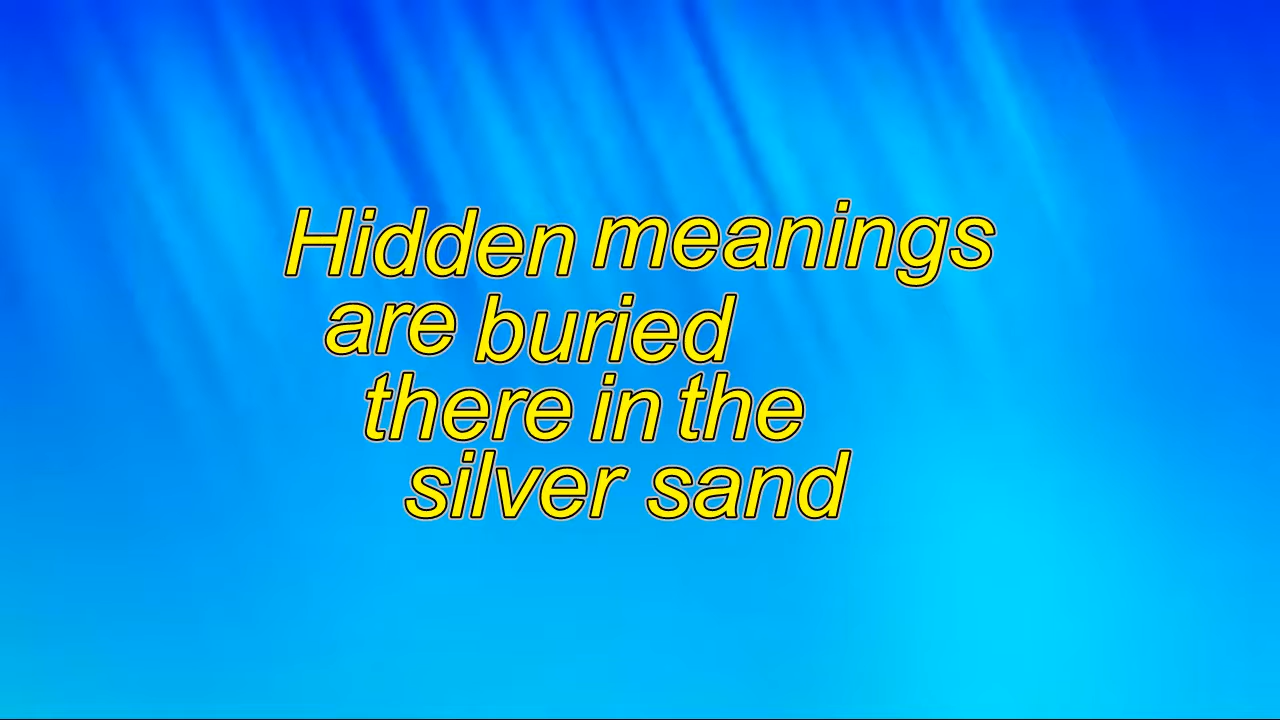 Hidden meanings
are buried
there in the
silver sand